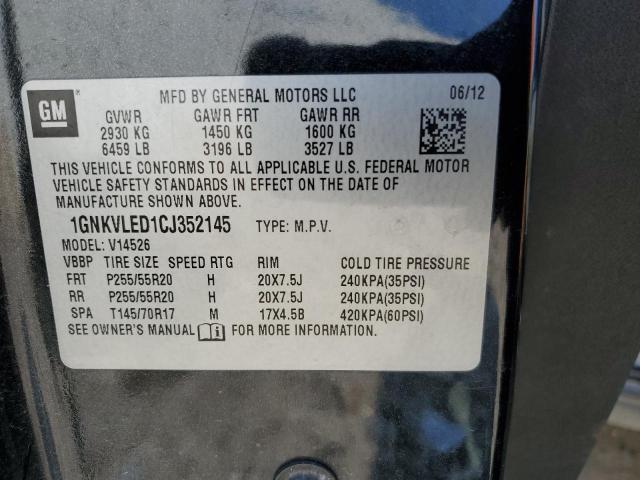 GM
MFD BY GENERAL MOTORS LLC 06/12
GVWR GAWR FRT GAWR RR
2930 KG 1450 KG 1600 KG
6459 LB 3196 LB 3527 LB
THIS VEHICLE CONFORMS TO ALL APPLICABLE U.S. FEDERAL MOTOR
VEHICLE SAFETY STANDARDS IN EFFECT ON THE DATE OF
MANUFACTURE SHOWN ABOVE.
1GNKVLED1CJ352145 TYPE: M.P.V.
MODEL: V14526
VBBP TIRE SIZE SPEED RTG RIM COLD TIRE PRESSURE
FRT P255/55R20 H 20X7.5J 240KPA(35PSI)
RR P255/55R20 H 20X7.5J 240KPA(35PSI)
SPA T145/70R17 M 17X4.5B 420KPA(60PSI)
SEE OWNER'S MANUAL FOR MORE INFORMATION.